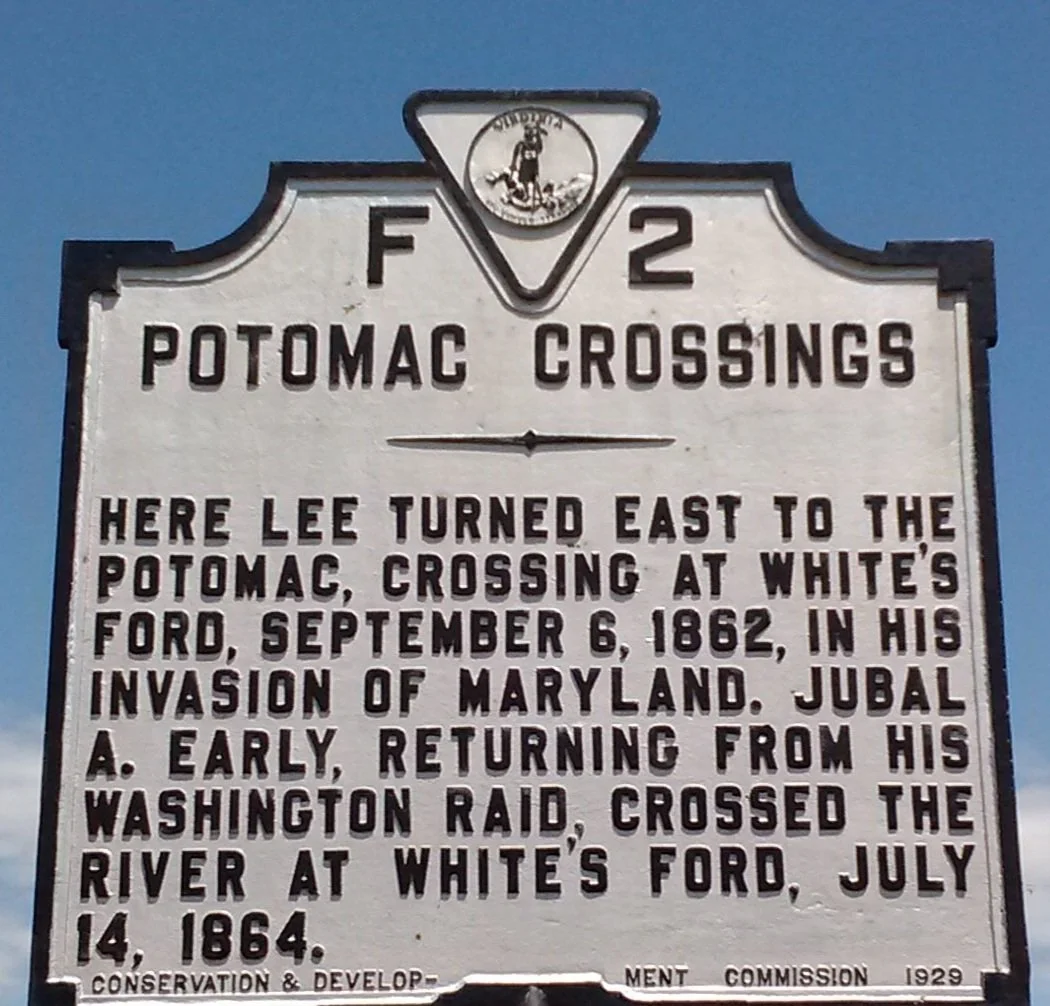 VIRGINIA
F 2
POTOMAC CROSSINGS
HERE LEE TURNED EAST TO THE
POTOMAC, CROSSING AT WHITE'S
FORD, SEPTEMBER 6, 1862, IN HIS
INVASION OF MARYLAND. JUBAL
A. EARLY, RETURNING FROM HIS
WASHINGTON RAID, CROSSED THE
RIVER AT WHITE'S FORD, JULY
14, 1864.
CONSERVATION & DEVELOP- MENT COMMISSION 1929